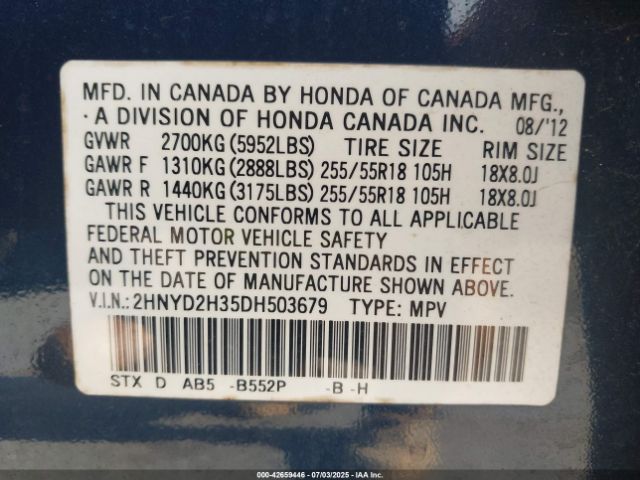 MFD. IN CANADA BY HONDA OF CANADA MFG.,
· A DIVISION OF HONDA CANADA INC. 08/'12
GVWR 2700KG (5952LBS) TIRE SIZE RIM SIZE
GAWR F 1310KG (2888LBS) 255/55R18 105H 18X8.0J
GAWR R 1440KG (3175LBS) 255/55R18 105H 18X8.0J
THIS VEHICLE CONFORMS TO ALL APPLICABLE
FEDERAL MOTOR VEHICLE SAFETY
AND THEFT PREVENTION STANDARDS IN EFFECT
ON THE DATE OF MANUFACTURE SHOWN ABOVE.
V.I.N.: 2HNYD2H35DH503679 TYPE: MPV
STX D AB5 -B552P -B -H
000-42659446 - 07/03/2025 - IAA Inc.